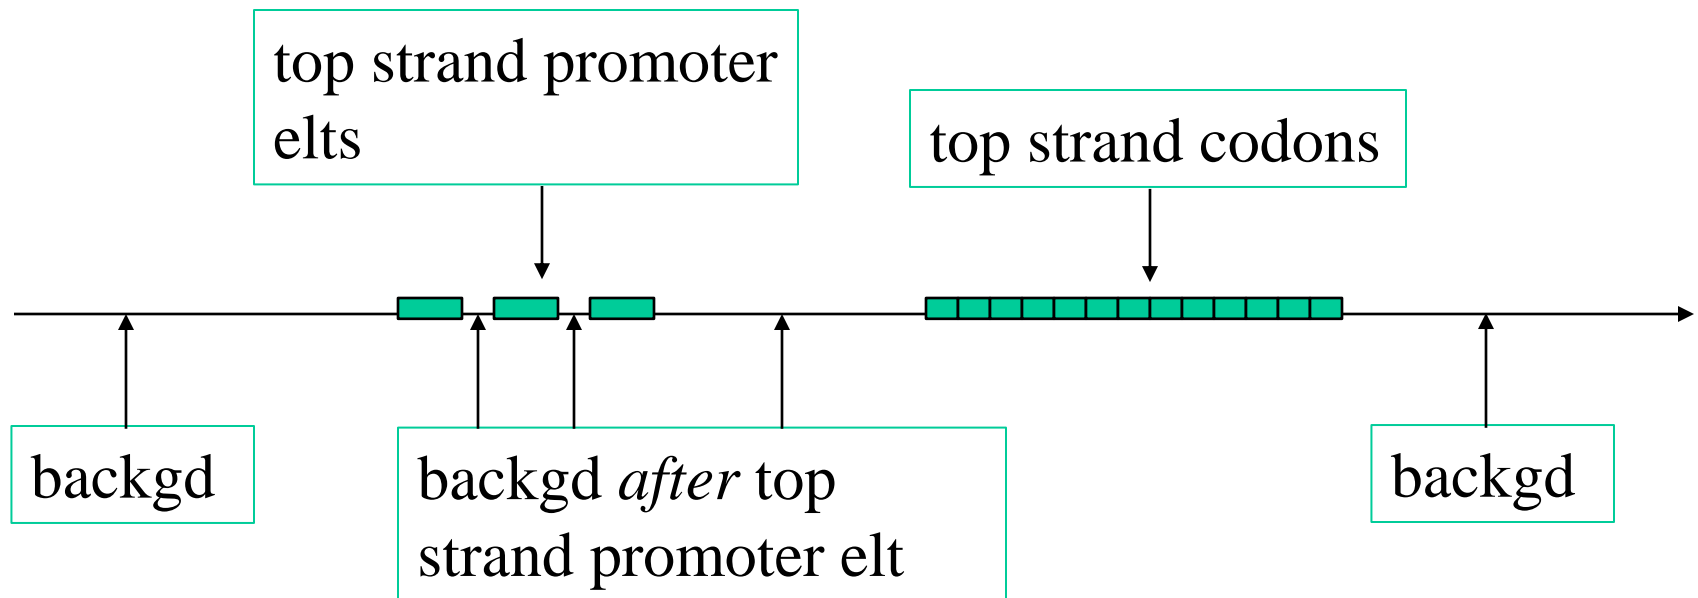 top strand promoter
elts
top strand codons
backgd
backgd after top
strand promoter elt
backgd